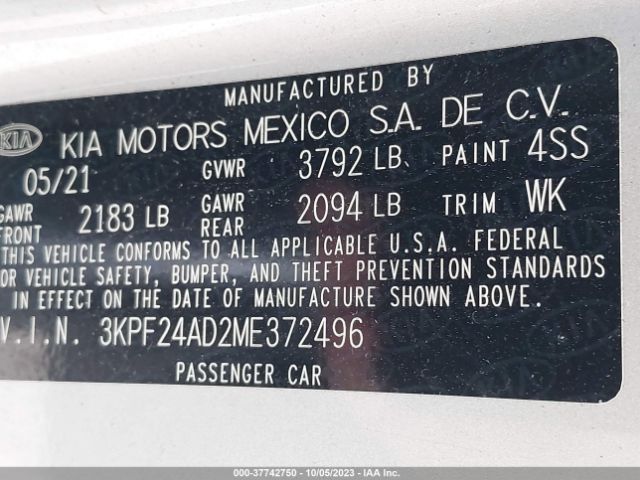 MANUFACTURED BY
KIA KIA MOTORS MEXICO S.A. DE C.V.
05/21 GVWR 3792 LB PAINT 4SS
GAWR FRONT 2183 LB GAWR REAR 2094 LB TRIM WK
THIS VEHICLE CONFORMS TO ALL APPLICABLE U.S.A. FEDERAL
OR VEHICLE SAFETY, BUMPER, AND THEFT PREVENTION STANDARDS
IN EFFECT ON THE DATE OF MANUFACTURE SHOWN ABOVE.
V.I.N. 3KPF24AD2ME372496
PASSENGER CAR
000-37742750 - 10/05/2023 - IAAI.COM